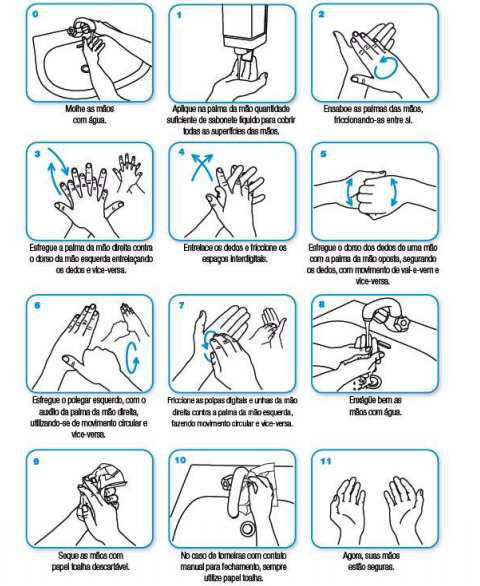 0
Molhe as mãos
com água.
1
Aplique na palma da mão quantidade
suficiente de sabonete líquido para cobrir
todas as superfícies das mãos.
2
Ensaboe as palmas das mãos,
friccionando-as entre si.
3
Esfregue a palma da mão direita contra
o dorso da mão esquerda entrelaçando
os dedos e vice-versa.
4
Entrelace os dedos e friccione os
espaços interdigitais.
5
Esfregue o dorso dos dedos de uma mão
com a palma da mão oposta, segurando
os dedos, com movimento de vai-e-vem e
vice-versa.
6
Esfregue o polegar esquerdo, com o
auxílio da palma da mão direita,
utilizando-se de movimento circular e
vice-versa.
7
Friccione as polpas digitais e unhas da mão
direita contra a palma da mão esquerda,
fazendo movimento circular e vice-versa.
8
Enxágüe bem as
mãos com água.
9
Seque as mãos com
papel toalha descartável.
10
No caso de torneiras com contato
manual para fechamento, sempre
utilize papel toalha.
11
Agora, suas mãos
estão seguras.